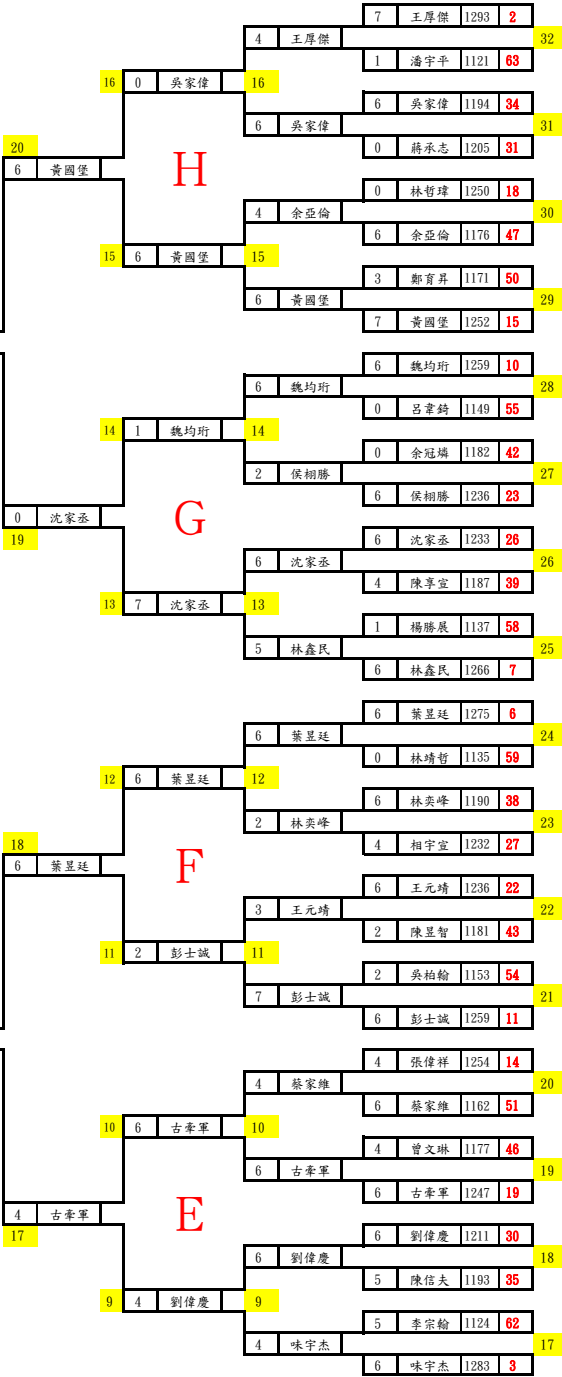 7 王厚傑 1293 2
4 王厚傑 32
1 潘宇平 1121 63
16 0 吳家偉 16
6 吳家偉 1194 34
6 吳家偉 31
20 0 蔣承志 1205 31
6 黃國堡 H
0 林哲瑋 1250 18
4 余亞倫 30
6 余亞倫 1176 47
15 6 黃國堡 15
3 鄭育昇 1171 50
6 黃國堡 29
7 黃國堡 1252 15
6 魏均珩 1259 10
6 魏均珩 28
0 呂韋錡 1149 55
14 1 魏均珩 14
0 余冠燐 1182 42
2 侯栩勝 27
6 侯栩勝 1236 23
0 沈家丞 G
19 6 沈家丞 1233 26
6 沈家丞 26
4 陳享宣 1187 39
13 7 沈家丞 13
1 楊勝展 1137 58
5 林鑫民 25
6 林鑫民 1266 7
6 葉昱廷 1275 6
6 葉昱廷 24
0 林靖哲 1135 59
12 6 葉昱廷 12
6 林奕峰 1190 38
2 林奕峰 23
18 4 相宇宣 1232 27
6 葉昱廷 F
6 王元靖 1236 22
3 王元靖 22
2 陳昱智 1181 43
11 2 彭士誠 11
2 吳柏翰 1153 54
7 彭士誠 21
6 彭士誠 1259 11
4 張偉祥 1254 14
4 蔡家維 20
6 蔡家維 1162 51
10 6 古牽軍 10
4 曾文琳 1177 46
6 古牽軍 19
6 古牽軍 1247 19
4 古牽軍 E
17 6 劉偉慶 1211 30
6 劉偉慶 18
5 陳信夫 1193 35
9 4 劉偉慶 9
5 李宗翰 1124 62
4 味宇杰 17
6 味宇杰 1283 3